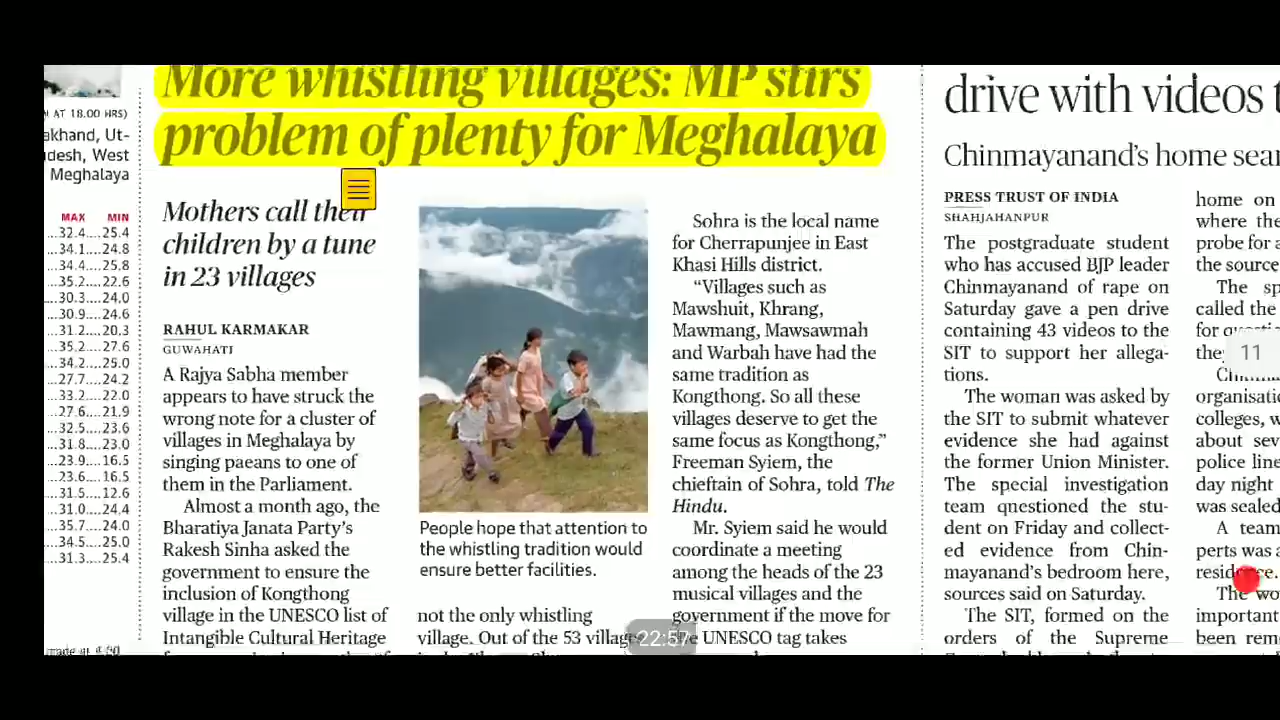 N AT 18.00 HRS)
akhand, Ut-
desh, West
Meghalaya
MAX MIN
...32.4....25.4
...34.1....24.8
...34.4....25.8
...35.2....22.6
...30.3....24.0
...30.9....24.6
...31.2....20.3
...35.2....27.6
...34.2....25.0
...27.7....24.2
...33.2....22.0
...27.6....21.9
...32.5....23.6
...31.8....23.0
...23.9....16.5
...23.6....16.5
...31.5....12.6
...31.0....24.4
...35.7....24.0
...34.5....25.0
...31.3....25.4
More whistling villages: MP stirs
problem of plenty for Meghalaya
Mothers call their
children by a tune
in 23 villages
RAHUL KARMAKAR
GUWAHATI
A Rajya Sabha member
appears to have struck the
wrong note for a cluster of
villages in Meghalaya by
singing paeans to one of
them in the Parliament.
Almost a month ago, the
Bharatiya Janata Party's
Rakesh Sinha asked the
government to ensure the
inclusion of Kongthong
village in the UNESCO list of
Intangible Cultural Heritage
People hope that attention to
the whistling tradition would
ensure better facilities.
not the only whistling
village. Out of the 53 villages
22:57
Sohra is the local name
for Cherrapunjee in East
Khasi Hills district.
“Villages such as
Mawshuit, Khrang,
Mawmang, Mawsawmah
and Warbah have had the
same tradition as
Kongthong. So all these
villages deserve to get the
same focus as Kongthong,”
Freeman Syiem, the
chieftain of Sohra, told The
Hindu.
Mr. Syiem said he would
coordinate a meeting
among the heads of the 23
musical villages and the
government if the move for
the UNESCO tag takes
drive with videos t
Chinmayanand's home sear
PRESS TRUST OF INDIA
SHAHJAHANPUR
The postgraduate student
who has accused BJP leader
Chinmayanand of rape on
Saturday gave a pen drive
containing 43 videos to the
SIT to support her allega-
tions.
The woman was asked by
the SIT to submit whatever
evidence she had against
the former Union Minister.
The special investigation
team questioned the stu-
dent on Friday and collect-
ed evidence from Chin-
mayanand's bedroom here,
sources said on Saturday.
The SIT, formed on the
orders of the Supreme
home on
where the
probe for a
the source
The sp
called the
for questi
they
11
organisatio
colleges, w
about sev
police line
day night
was sealed
A team
perts was a
residence.
The wo
important
been rem